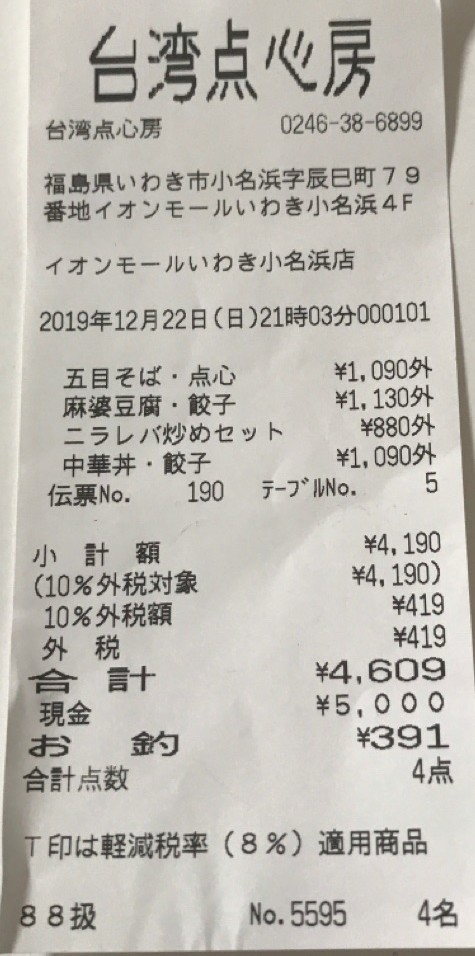 台湾点心房
台湾点心房 0246-38-6899
福島県いわき市小名浜字辰巳町79
番地イオンモールいわき小名浜4F
イオンモールいわき小名浜店
2019年12月22日(日)21時03分000101
五目そば・点心 ¥1,090外
麻婆豆腐・餃子 ¥1,130外
ニラレバ炒めセット ¥880外
中華丼・餃子 ¥1,090外
伝票No. 190 テーブルNo. 5
小計額 ¥4,190
(10%外税対象 ¥4,190)
10%外税額 ¥419
外税 ¥419
合計 ¥4,609
現金 ¥5,000
お釣 ¥391
合計点数 4点
T印は軽減税率(8%)適用商品
88扱 No.5595 4名